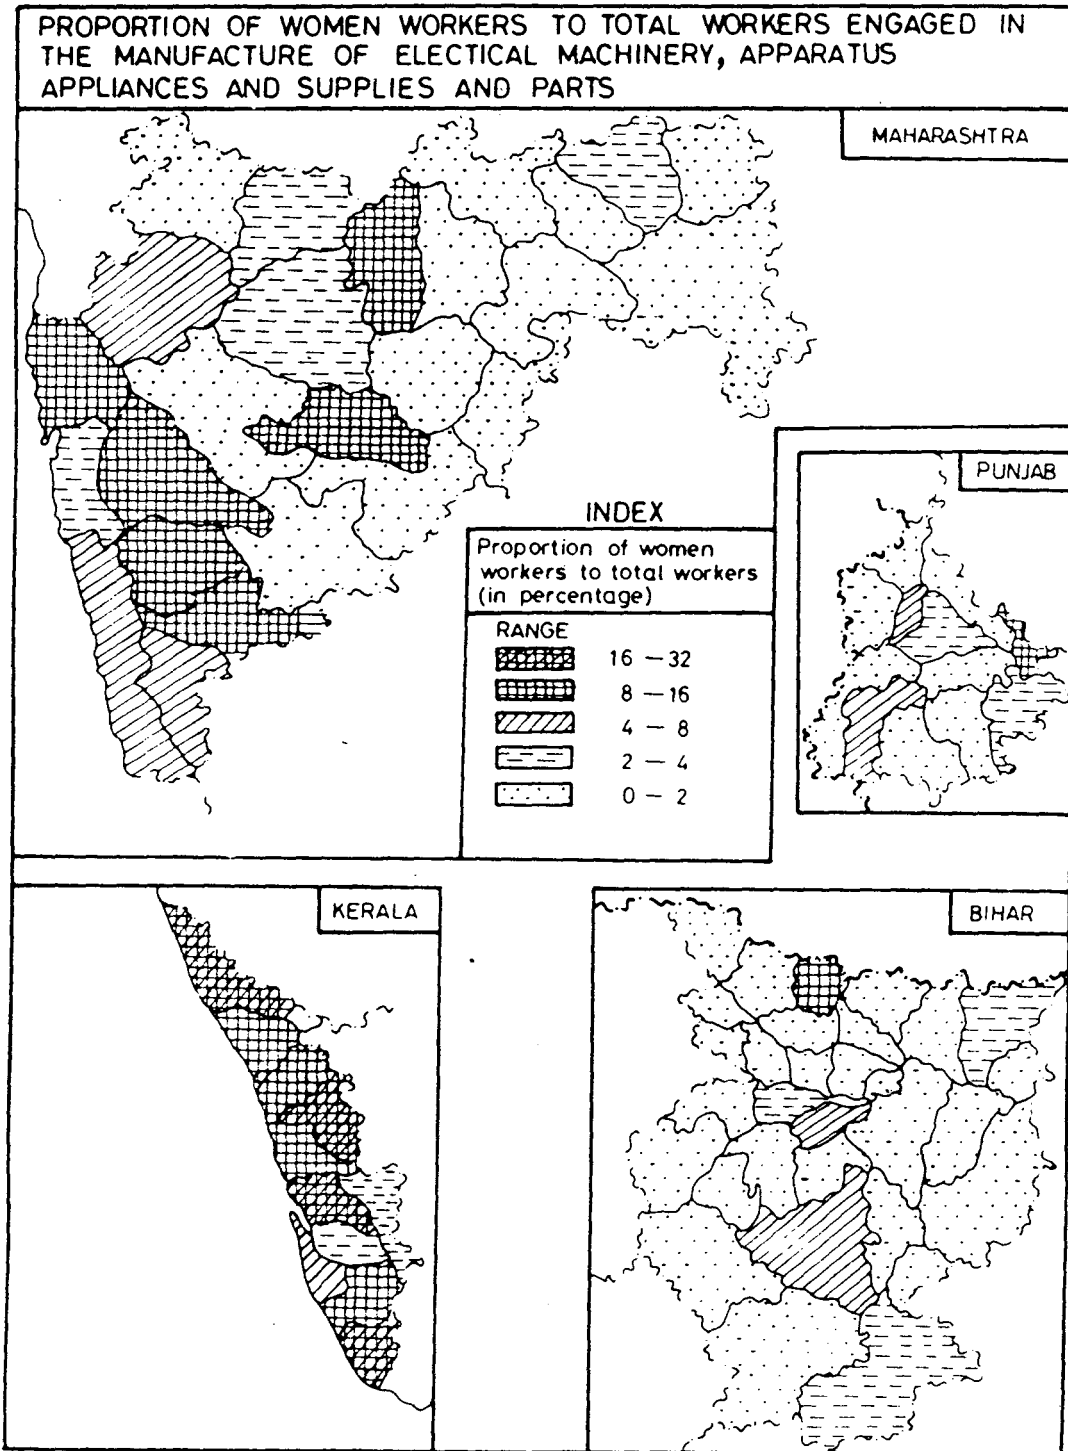 PROPORTION OF WOMEN WORKERS TO TOTAL WORKERS ENGAGED IN
THE MANUFACTURE OF ELECTICAL MACHINERY, APPARATUS
APPLIANCES AND SUPPLIES AND PARTS
MAHARASHTRA
PUNJAB
INDEX
Proportion of women
workers to total workers
(in percentage)
RANGE
16 – 32
8 – 16
4 – 8
2 – 4
0 – 2
KERALA
BIHAR